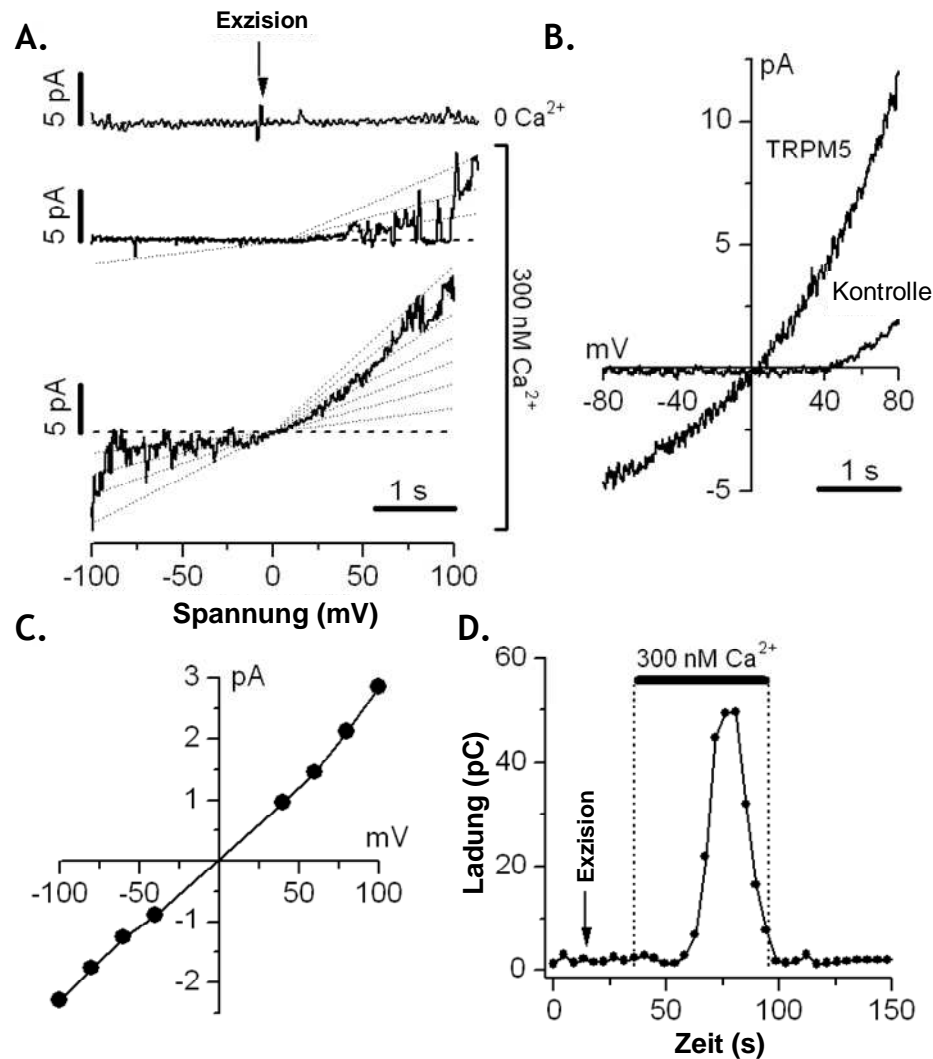 A.
Exzision
5 pA
0 Ca²⁺
5 pA
5 pA
300 nM Ca²⁺
1 s
-100 -50 0 50 100
Spannung (mV)
B.
pA
10
TRPM5
5
Kontrolle
mV
-80 -40 40 80
-5
1 s
C.
3
pA
2
1
mV
-100 -50 50 100
-1
-2
D.
60
300 nM Ca²⁺
40
Ladung (pC)
Exzision
20
0
0 50 100 150
Zeit (s)